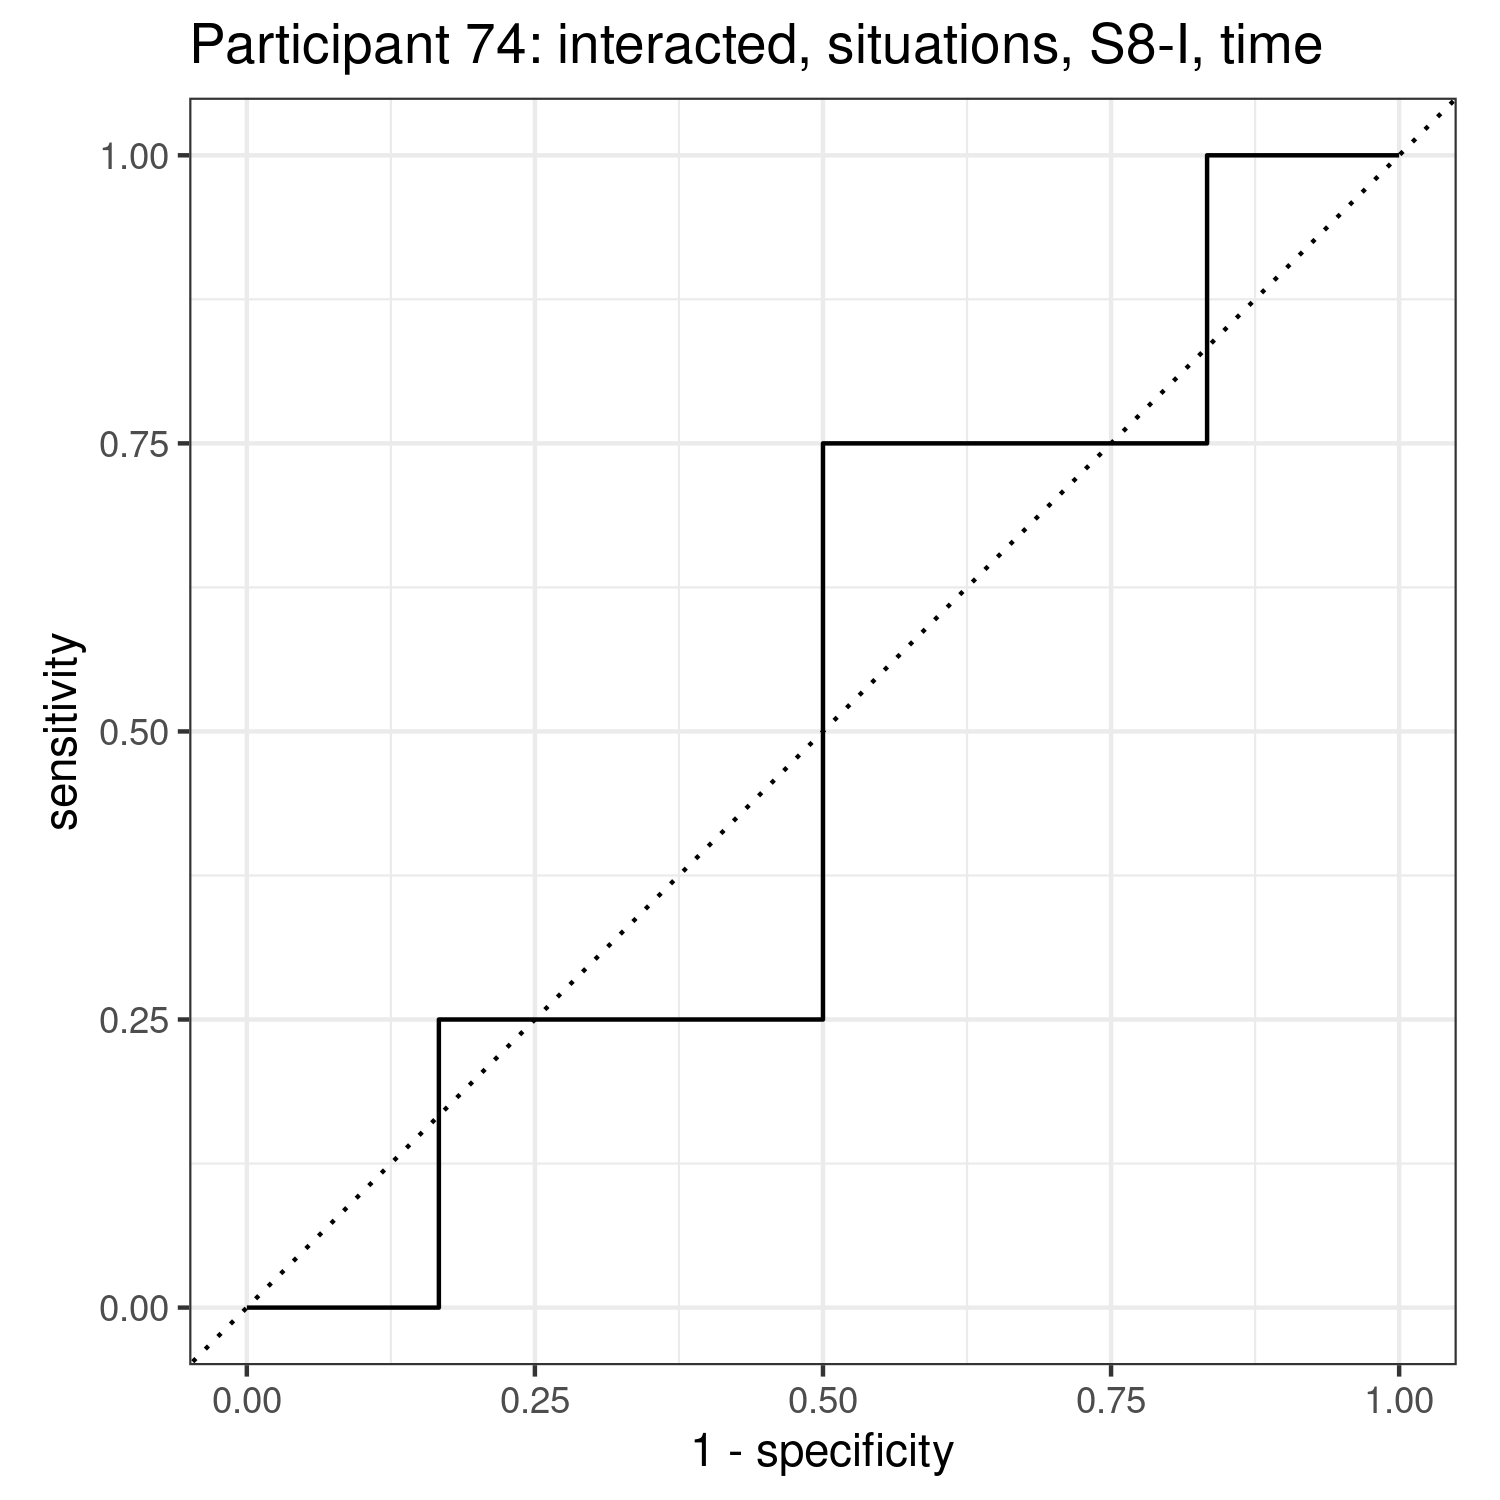 Participant 74: interacted, situations, S8-I, time
1.00
0.75
0.50
0.25
0.00
sensitivity
0.00 0.25 0.50 0.75 1.00
1 - specificity